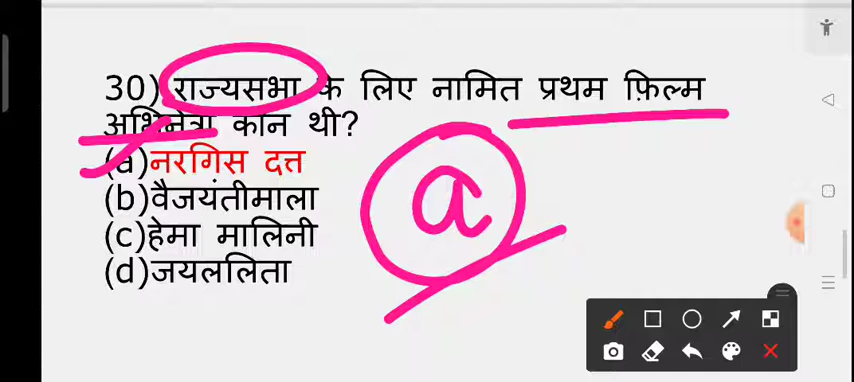 30) राज्यसभा के लिए नामित प्रथम फ़िल्म
अभिनेत्री कौन थी?
(a)नरगिस दत्त
(b)वैजयंतीमाला
(c)हेमा मालिनी
(d)जयललिता
a